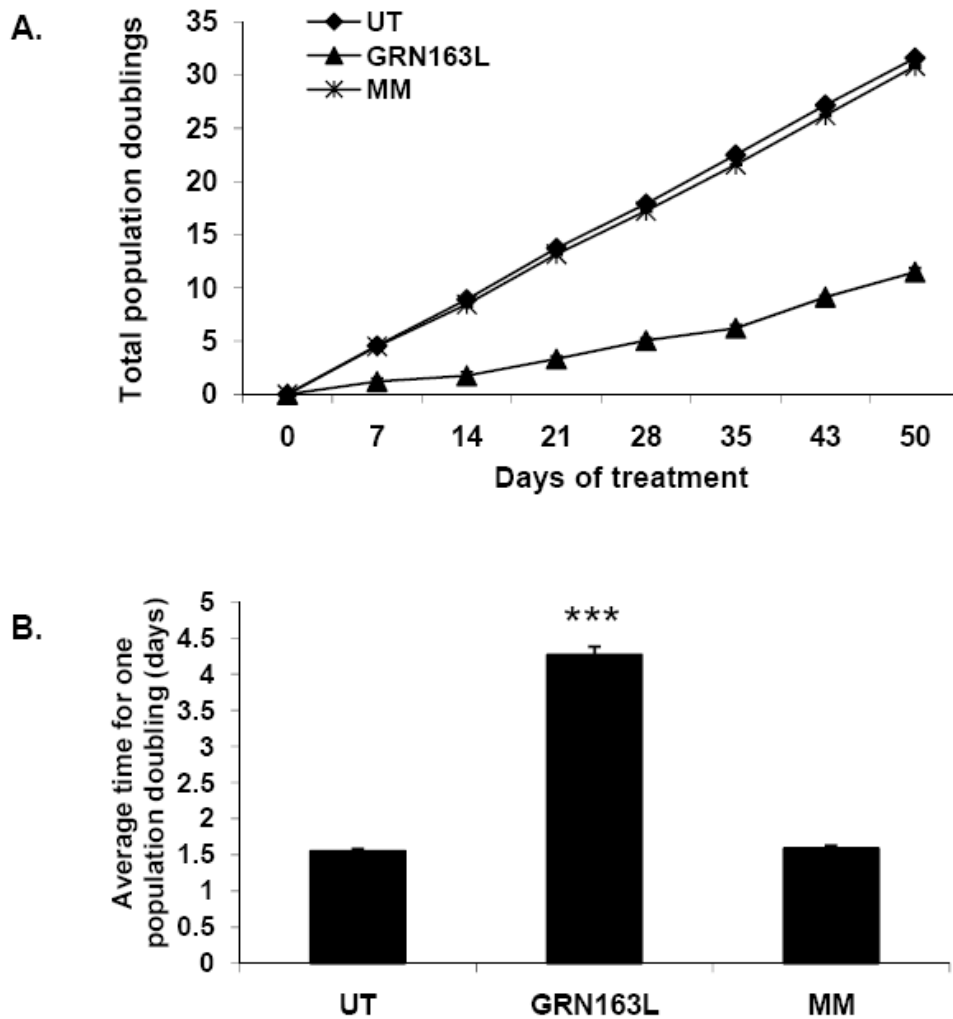 A.
Total population doublings
35
30
25
20
15
10
5
0
UT
GRN163L
MM
0 7 14 21 28 35 43 50
Days of treatment
B.
Average time for one
population doubling (days)
5
4.5
4
3.5
3
2.5
2
1.5
1
0.5
0
***
UT GRN163L MM